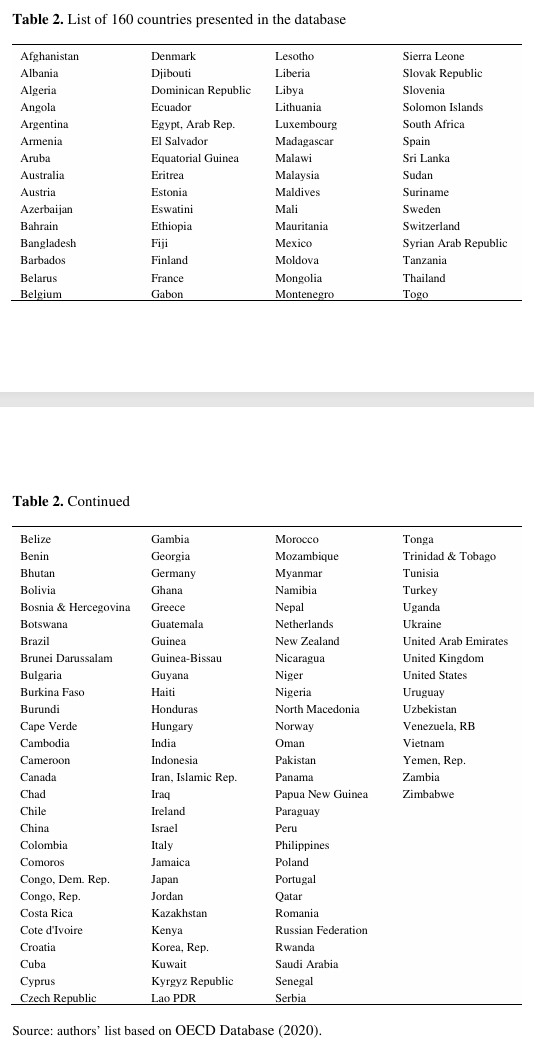 Table 2. List of 160 countries presented in the database
Afghanistan Denmark Lesotho Sierra Leone
Albania Djibouti Liberia Slovak Republic
Algeria Dominican Republic Libya Slovenia
Angola Ecuador Lithuania Solomon Islands
Argentina Egypt, Arab Rep. Luxembourg South Africa
Armenia El Salvador Madagascar Spain
Aruba Equatorial Guinea Malawi Sri Lanka
Australia Eritrea Malaysia Sudan
Austria Estonia Maldives Suriname
Azerbaijan Eswatini Mali Sweden
Bahrain Ethiopia Mauritania Switzerland
Bangladesh Fiji Mexico Syrian Arab Republic
Barbados Finland Moldova Tanzania
Belarus France Mongolia Thailand
Belgium Gabon Montenegro Togo
Table 2. Continued
Belize Gambia Morocco Tonga
Benin Georgia Mozambique Trinidad & Tobago
Bhutan Germany Myanmar Tunisia
Bolivia Ghana Namibia Turkey
Bosnia & Hercegovina Greece Nepal Uganda
Botswana Guatemala Netherlands Ukraine
Brazil Guinea New Zealand United Arab Emirates
Brunei Darussalam Guinea-Bissau Nicaragua United Kingdom
Bulgaria Guyana Niger United States
Burkina Faso Haiti Nigeria Uruguay
Burundi Honduras North Macedonia Uzbekistan
Cape Verde Hungary Norway Venezuela, RB
Cambodia India Oman Vietnam
Cameroon Indonesia Pakistan Yemen, Rep.
Canada Iran, Islamic Rep. Panama Zambia
Chad Iraq Papua New Guinea Zimbabwe
Chile Ireland Paraguay
China Israel Peru
Colombia Italy Philippines
Comoros Jamaica Poland
Congo, Dem. Rep. Japan Portugal
Congo, Rep. Jordan Qatar
Costa Rica Kazakhstan Romania
Cote d'Ivoire Kenya Russian Federation
Croatia Korea, Rep. Rwanda
Cuba Kuwait Saudi Arabia
Cyprus Kyrgyz Republic Senegal
Czech Republic Lao PDR Serbia
Source: authors’ list based on OECD Database (2020).